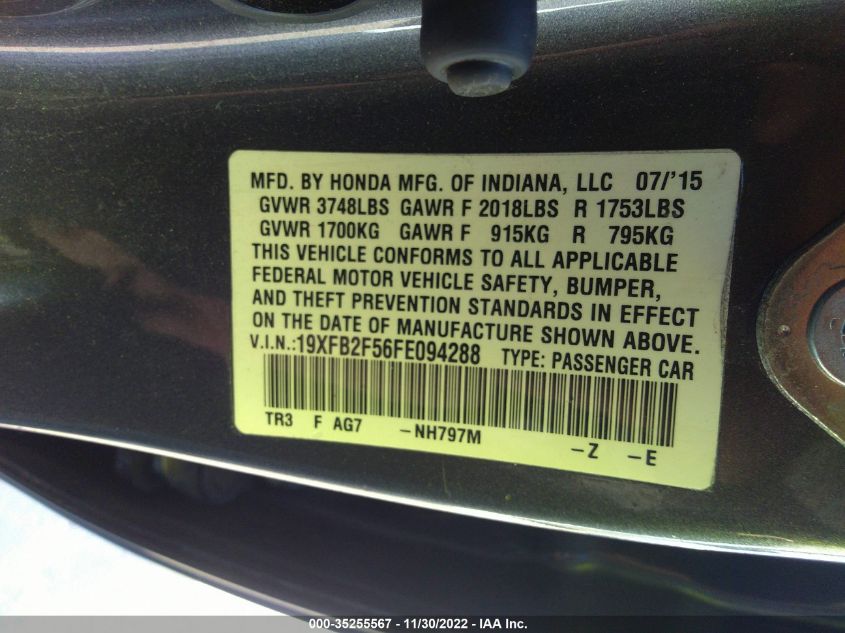 MFD. BY HONDA MFG. OF INDIANA, LLC 07/'15
GVWR 3748LBS GAWR F 2018LBS R 1753LBS
GVWR 1700KG GAWR F 915KG R 795KG
THIS VEHICLE CONFORMS TO ALL APPLICABLE
FEDERAL MOTOR VEHICLE SAFETY, BUMPER,
AND THEFT PREVENTION STANDARDS IN EFFECT
ON THE DATE OF MANUFACTURE SHOWN ABOVE.
V.I.N.:19XFB2F56FE094288 TYPE: PASSENGER CAR
TR3 F AG7 -NH797M -Z -E
000-35255567 - 11/30/2022 - IAA Inc.